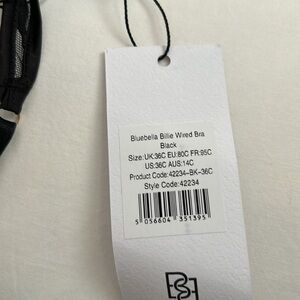 Bluebella Billie Wired Bra
Black
Size:UK:36C EU:80C FR:95C
US:36C AUS:14C
Product Code:42234-BK-36C
Style Code:42234
5 056604 351395